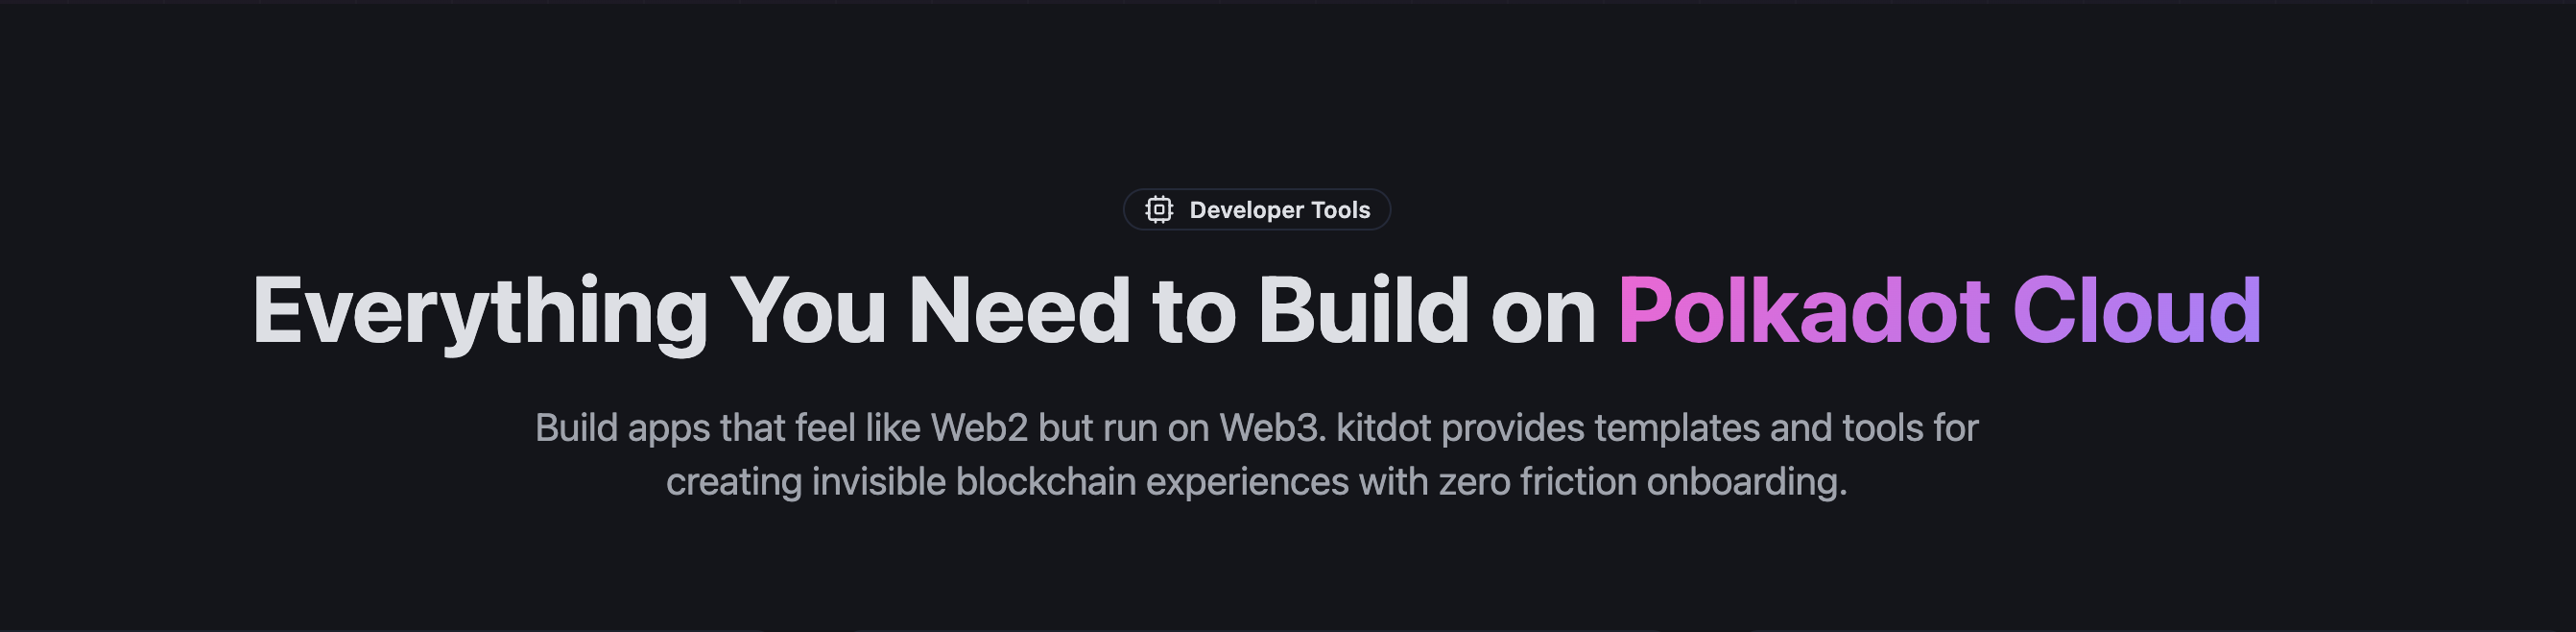 Developer Tools
Everything You Need to Build on Polkadot Cloud
Build apps that feel like Web2 but run on Web3. kitdot provides templates and tools for
creating invisible blockchain experiences with zero friction onboarding.